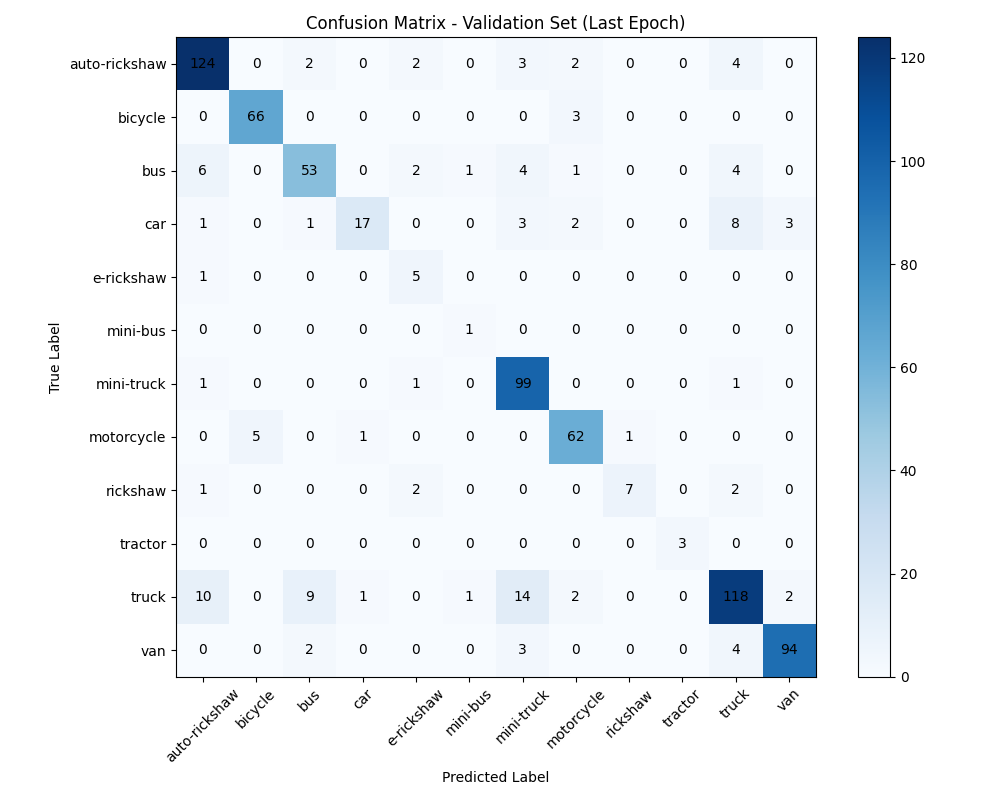 Confusion Matrix - Validation Set (Last Epoch)
auto-rickshaw 124 0 2 0 2 0 3 2 0 0 4 0
bicycle 0 66 0 0 0 0 0 3 0 0 0 0
bus 6 0 53 0 2 1 4 1 0 0 4 0
car 1 0 1 17 0 0 3 2 0 0 8 3
e-rickshaw 1 0 0 0 5 0 0 0 0 0 0 0
mini-bus 0 0 0 0 0 1 0 0 0 0 0 0
mini-truck 1 0 0 0 1 0 99 0 0 0 1 0
motorcycle 0 5 0 1 0 0 0 62 1 0 0 0
rickshaw 1 0 0 0 2 0 0 0 7 0 2 0
tractor 0 0 0 0 0 0 0 0 0 3 0 0
truck 10 0 9 1 0 1 14 2 0 0 118 2
van 0 0 2 0 0 0 3 0 0 0 4 94
auto-rickshaw bicycle bus car e-rickshaw mini-bus mini-truck motorcycle rickshaw tractor truck van
Predicted Label
True Label
120
100
80
60
40
20
0